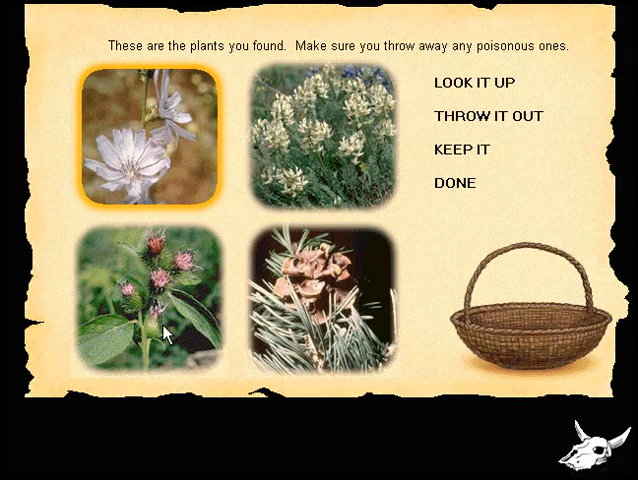 These are the plants you found.  Make sure you throw away any poisonous ones.
LOOK IT UP
THROW IT OUT
KEEP IT
DONE